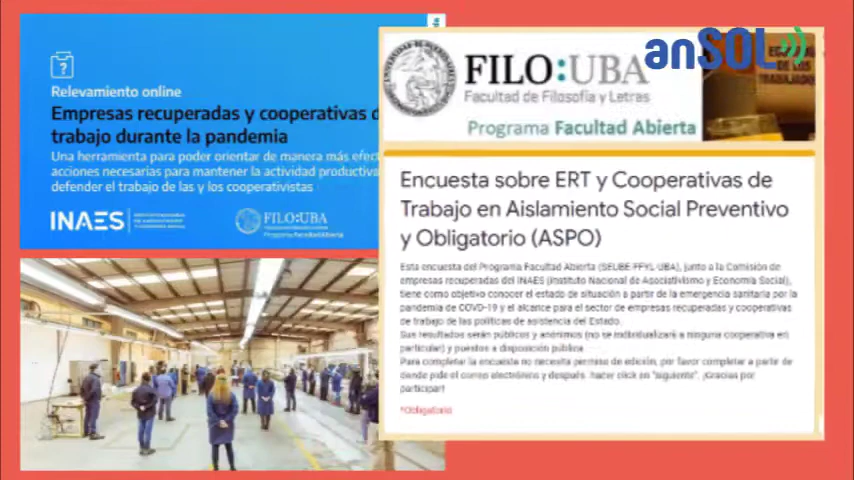 Relevamiento online
Empresas recuperadas y cooperativas d
trabajo durante la pandemia
Una herramienta para poder orientar de manera más efect
acciones necesarias para mantener la actividad productiva
defender el trabajo de las y los cooperativistas
INAES
FILO:UBA
Programa Facultad Abierta
anSOL
FILO:UBA
Facultad de Filosofía y Letras
Programa Facultad Abierta
DE LOS
TRABAJADO
Encuesta sobre ERT y Cooperativas de
Trabajo en Aislamiento Social Preventivo
y Obligatorio (ASPO)
Esta encuesta del Programa Facultad Abierta (SEUBE-FFYL-UBA), junto a la Comisión de
empresas recuperadas del INAES (Instituto Nacional de Asociativismo y Economía Social),
tiene como objetivo conocer el estado de situación a partir de la emergencia sanitaria por la
pandemia de COVID-19 y el alcance para el sector de empresas recuperadas y cooperativas
de trabajo de las políticas de asistencia del Estado.
Sus resultados serán públicos y anónimos (no se individualizará a ninguna cooperativa en
particular) y puestos a disposición pública
Para completar la encuesta no necesita permiso de edición, por favor completar a partir de
donde pide el correo electrónico y después, hacer click en "siguiente". ¡Gracias por
participar!
*Obligatorio